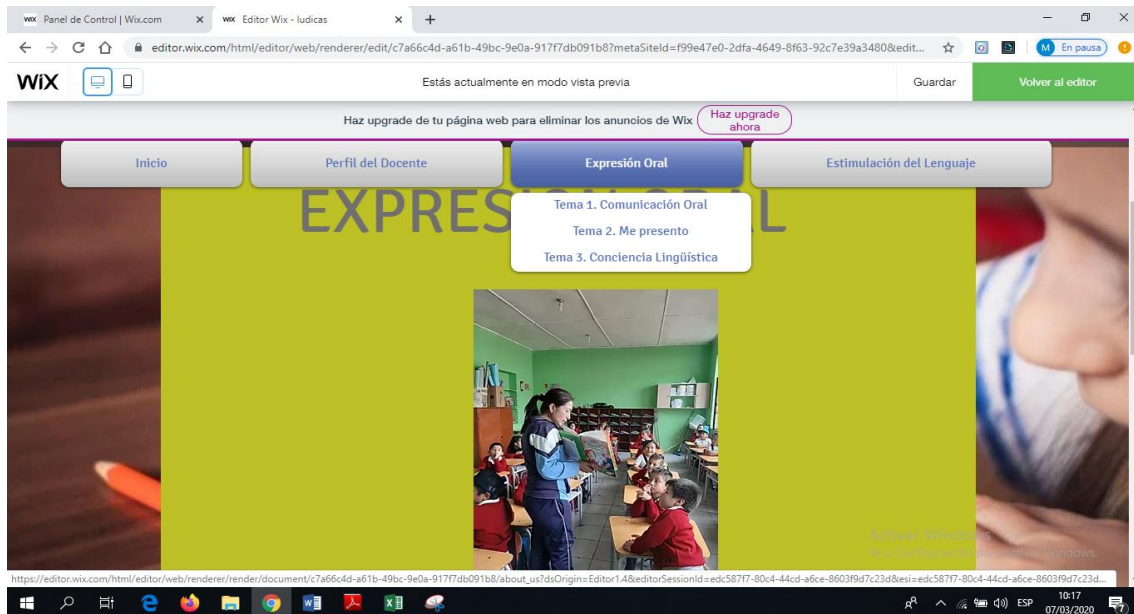 Panel de Control | Wix.com
Editor Wix - ludicas
editor.wix.com/html/editor/web/renderer/edit/c7a66c4d-a61b-49bc-9e0a-917f7db091b8?metaSiteId=f99e47e0-2dfa-4649-8f63-92c7e39a3480&edit...
M En pausa
WiX
Estás actualmente en modo vista previa
Guardar
Volver al editor
Haz upgrade de tu página web para eliminar los anuncios de Wix
Haz upgrade
ahora
Inicio
Perfil del Docente
Expresión Oral
Estimulación del Lenguaje
Tema 1. Comunicación Oral
Tema 2. Me presento
Tema 3. Conciencia Lingüística
Activar Windows
https://editor.wix.com/html/editor/web/renderer/render/document/c7a66c4d-a61b-49bc-9e0a-917f7db091b8/about_us?dsOrigin=Editor1.4&editorSessionId=edc587f7-80c4-44cd-a6ce-8603f9d7c23d&esi=edc587f7-80c4-44cd-a6ce-8603f9d7c23d...
ESP
10:17
07/03/2020